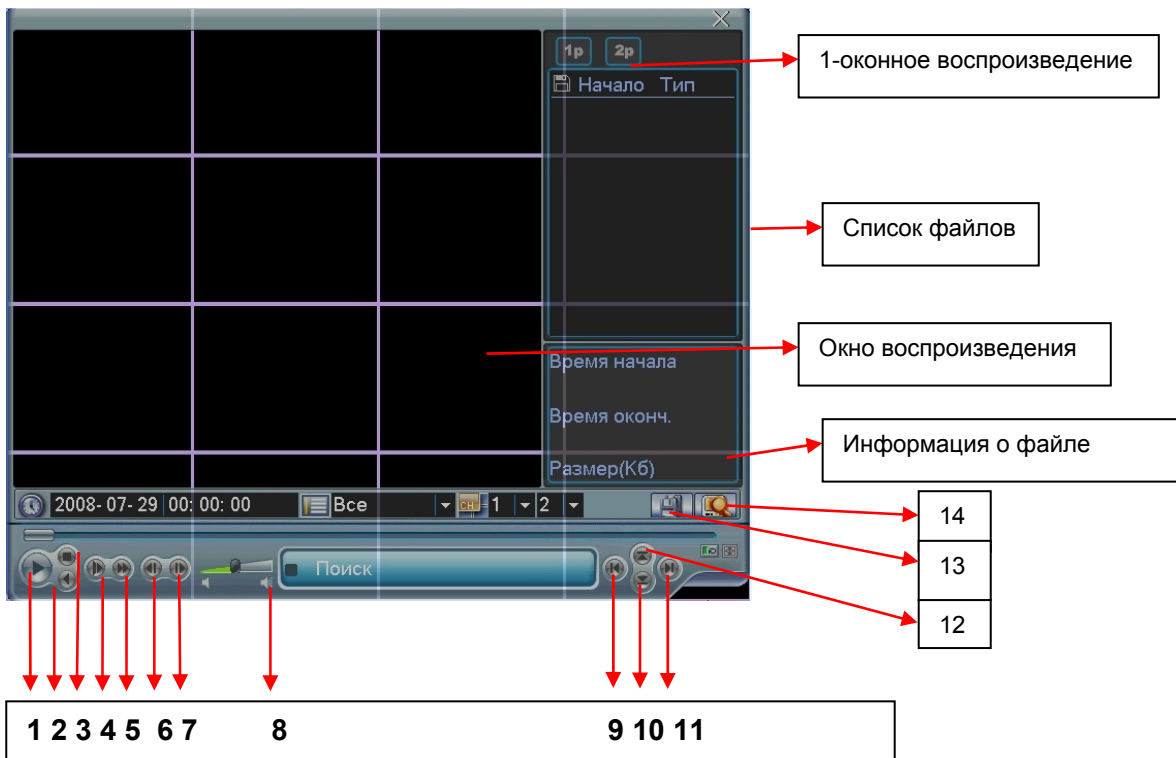 1p 2p
1-оконное воспроизведение
Начало Тип
Список файлов
Окно воспроизведения
Время начала
Время оконч.
Информация о файле
Размер(Кб)
2008- 07- 29 00: 00: 00 Все CH 1 2
14
13
12
Поиск
1 2 3 4 5 6 7 8 9 10 11